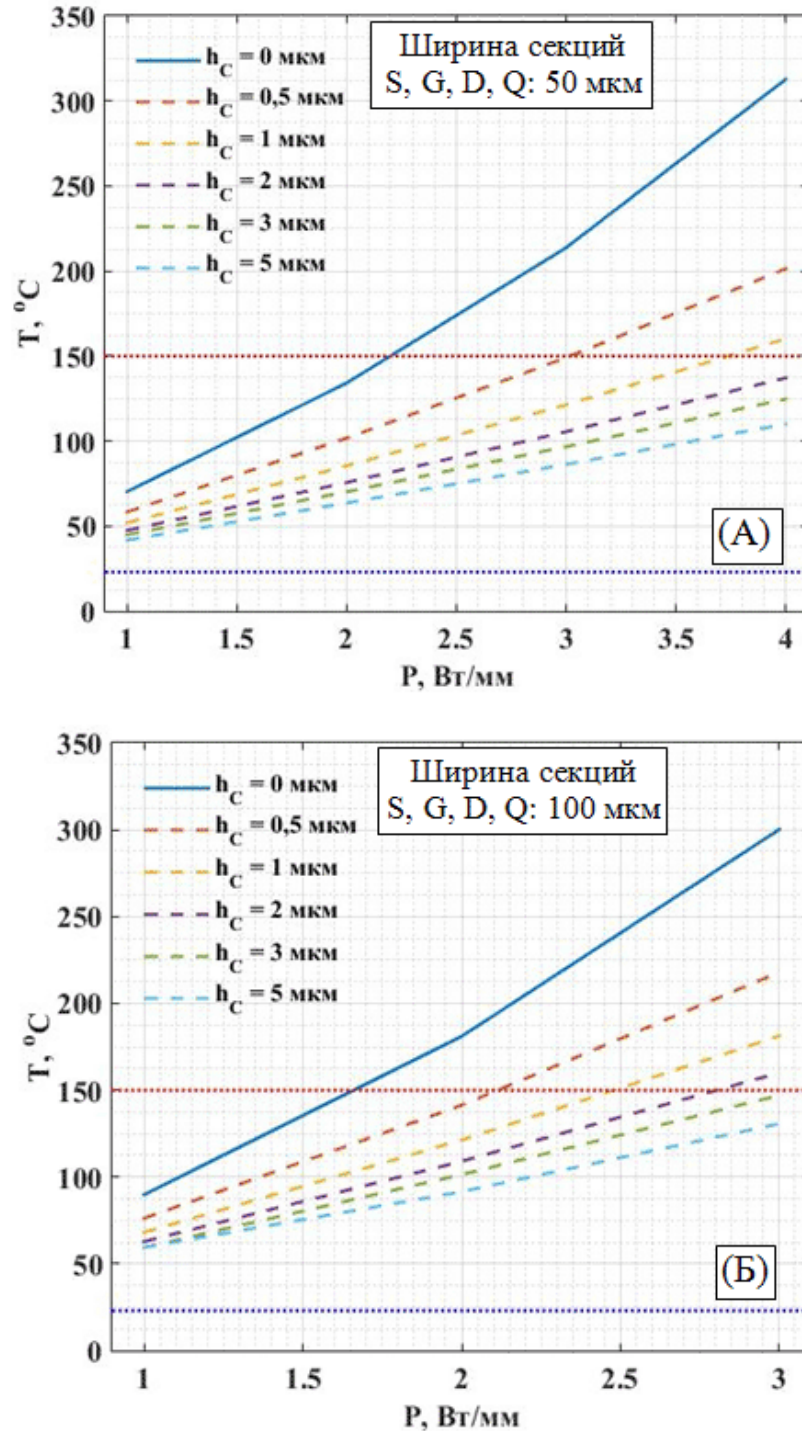 350
300
250
200
150
100
50
0
T, °C
h_C = 0 мкм
h_C = 0,5 мкм
h_C = 1 мкм
h_C = 2 мкм
h_C = 3 мкм
h_C = 5 мкм
Ширина секций
S, G, D, Q: 50 мкм
(А)
1 1.5 2 2.5 3 3.5 4
P, Вт/мм
350
300
250
200
150
100
50
0
T, °C
h_C = 0 мкм
h_C = 0,5 мкм
h_C = 1 мкм
h_C = 2 мкм
h_C = 3 мкм
h_C = 5 мкм
Ширина секций
S, G, D, Q: 100 мкм
(Б)
1 1.5 2 2.5 3
P, Вт/мм